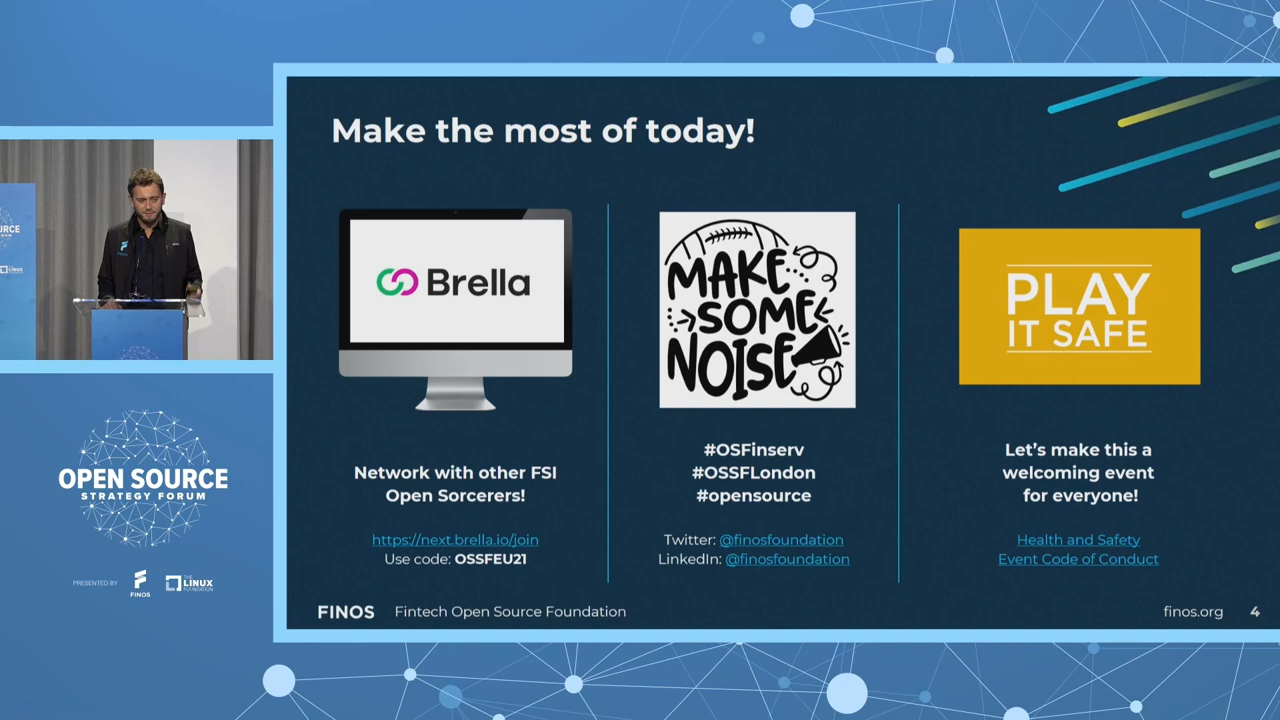 Make the most of today!
Brella
Network with other FSI
Open Sorcerers!
https://next.brella.io/join
Use code: OSSFEU21
MAKE
SOME
NOISE
#OSFinserv
#OSSFLondon
#opensource
Twitter: @finosfoundation
LinkedIn: @finosfoundation
PLAY
IT SAFE
Let's make this a
welcoming event
for everyone!
Health and Safety
Event Code of Conduct
FINOS
Fintech Open Source Foundation
finos.org
4
OPEN SOURCE
STRATEGY FORUM
PRESENTED BY
FINOS
THE
LINUX
FOUNDATION